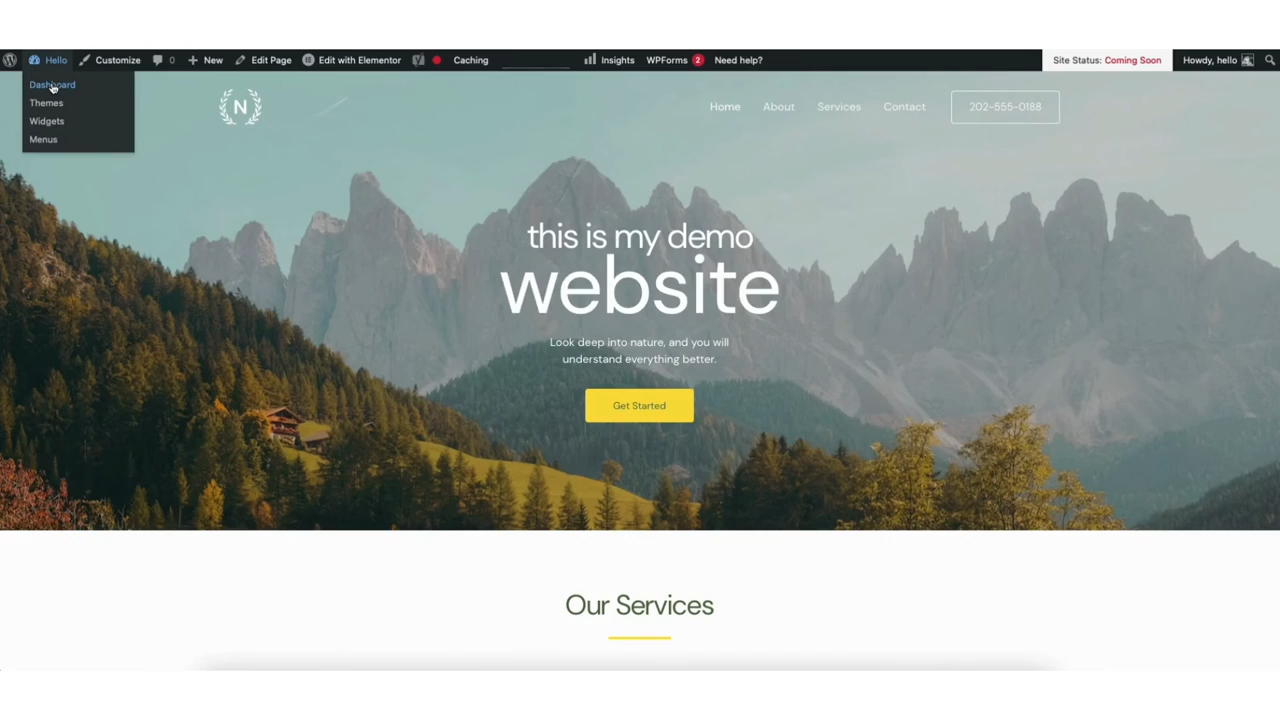 Hello Customize 0 New Edit Page Edit with Elementor Caching Insights WPForms 2 Need help? Site Status: Coming Soon Howdy, hello
Dashboard
Themes
Widgets
Menus
N
Home About Services Contact 202-555-0188
this is my demo
website
Look deep into nature, and you will
understand everything better.
Get Started
Our Services